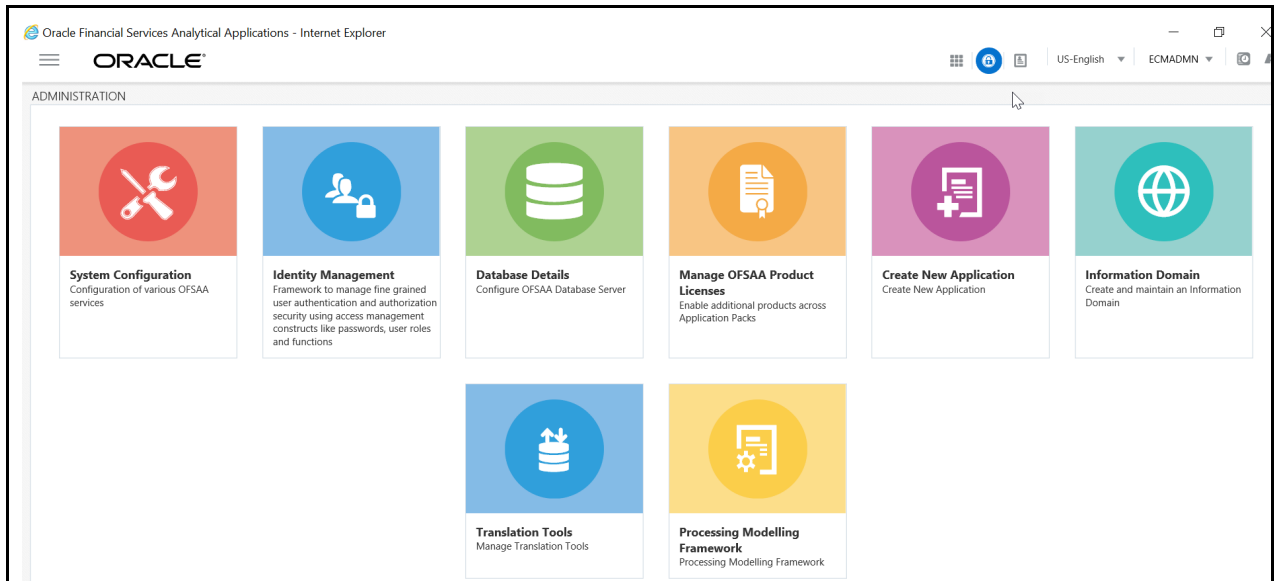 Oracle Financial Services Analytical Applications - Internet Explorer
ORACLE®
US-English
ECMADMN
ADMINISTRATION
System Configuration
Configuration of various OFSAA
services
Identity Management
Framework to manage fine grained
user authentication and authorization
security using access management
constructs like passwords, user roles
and functions
Database Details
Configure OFSAA Database Server
Manage OFSAA Product
Licenses
Enable additional products across
Application Packs
Create New Application
Create New Application
Information Domain
Create and maintain an Information
Domain
Translation Tools
Manage Translation Tools
Processing Modelling
Framework
Processing Modelling Framework